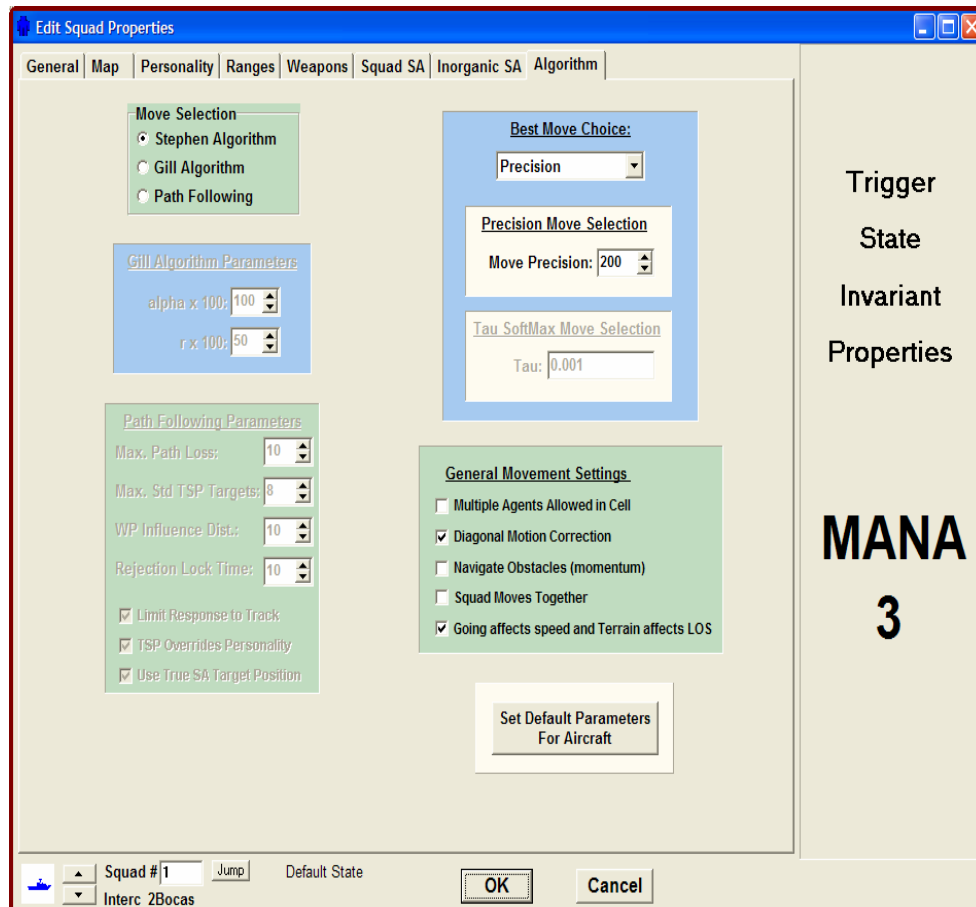 Edit Squad Properties
General Map Personality Ranges Weapons Squad SA Inorganic SA Algorithm
Move Selection
Stephen Algorithm
Gill Algorithm
Path Following
Gill Algorithm Parameters
alpha x 100: 100
r x 100: 50
Path Following Parameters
Max. Path Loss: 10
Max. Std TSP Targets: 8
WP Influence Dist.: 10
Rejection Lock Time: 10
Limit Response to Track
TSP Overrides Personality
Use True SA Target Position
Best Move Choice:
Precision
Precision Move Selection
Move Precision: 200
Tau SoftMax Move Selection
Tau: 0.001
General Movement Settings
Multiple Agents Allowed in Cell
Diagonal Motion Correction
Navigate Obstacles (momentum)
Squad Moves Together
Going affects speed and Terrain affects LOS
Set Default Parameters
For Aircraft
Trigger
State
Invariant
Properties
MANA
3
Squad # 1 Jump Default State
Interc 2Bocas
OK Cancel